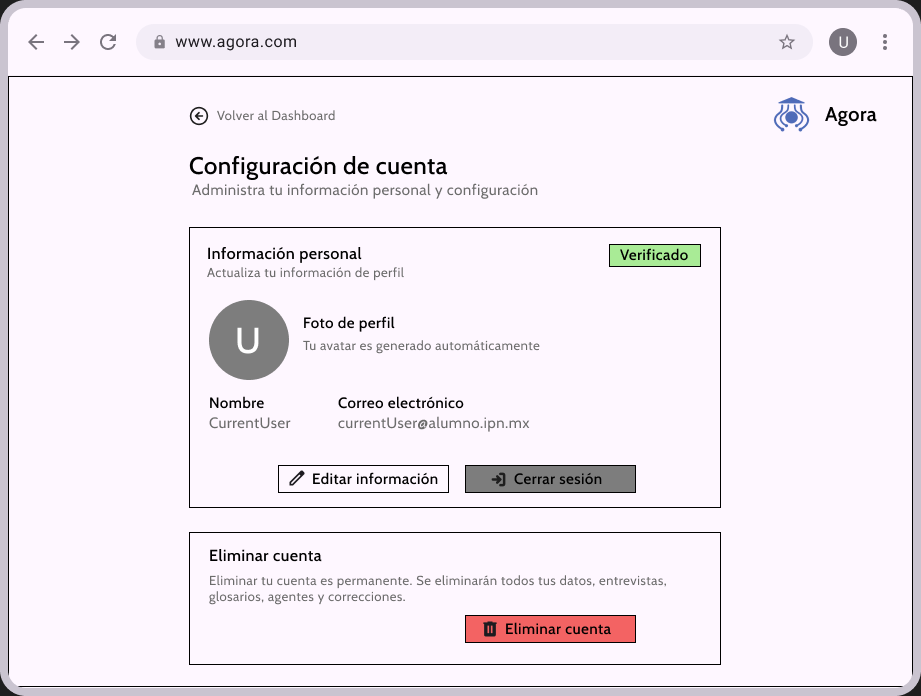 www.agora.com
U
Volver al Dashboard
Agora
Configuración de cuenta
Administra tu información personal y configuración
Información personal
Verificado
Actualiza tu información de perfil
U
Foto de perfil
Tu avatar es generado automáticamente
Nombre
Correo electrónico
CurrentUser
currentUser@alumno.ipn.mx
Editar información
Cerrar sesión
Eliminar cuenta
Eliminar tu cuenta es permanente. Se eliminarán todos tus datos, entrevistas,
glosarios, agentes y correcciones.
Eliminar cuenta